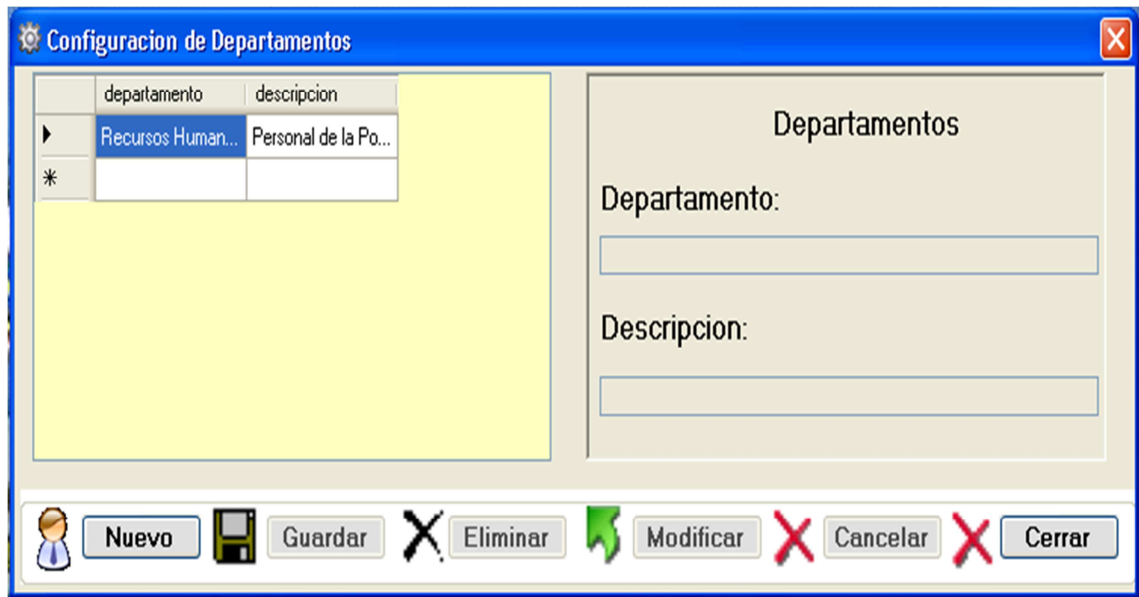 Configuracion de Departamentos
departamento descripcion
Recursos Human... Personal de la Po...
Departamentos
Departamento:
Descripcion:
Nuevo Guardar Eliminar Modificar Cancelar Cerrar